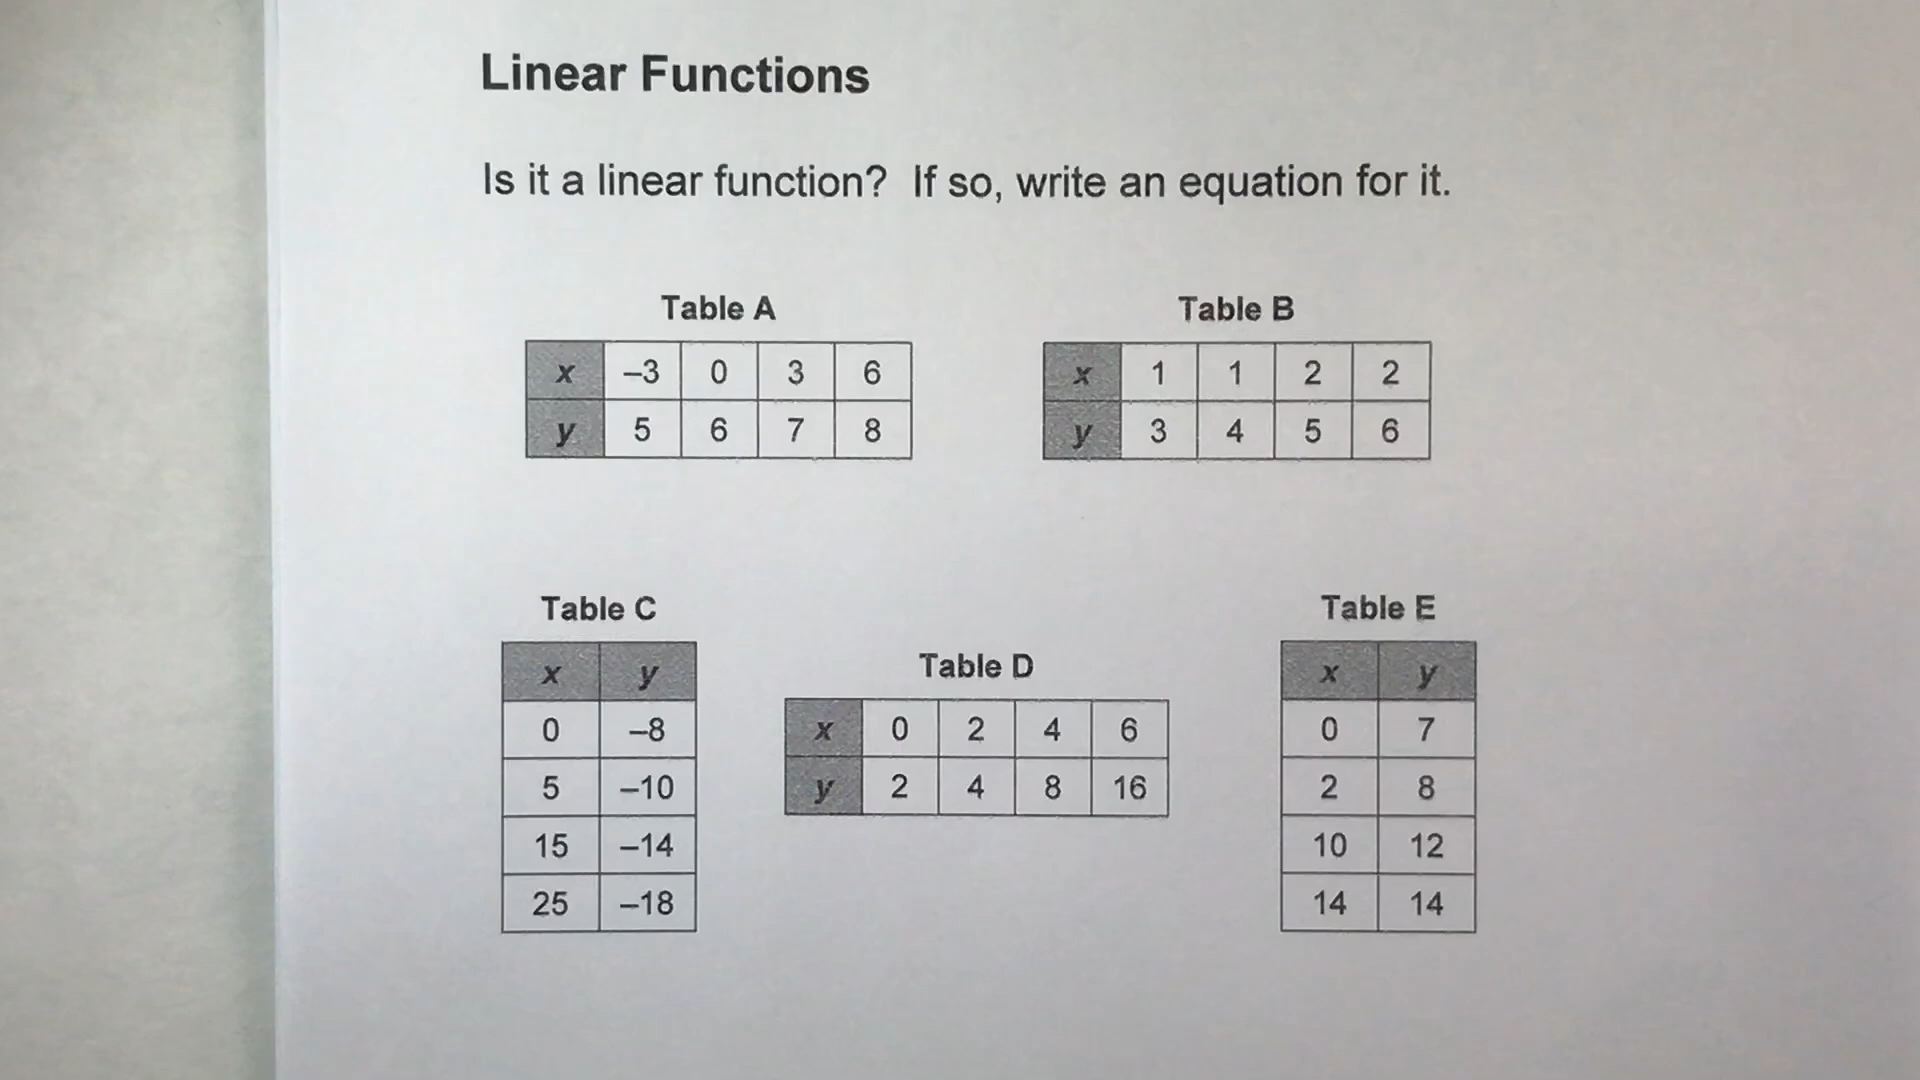 Linear Functions
Is it a linear function? If so, write an equation for it.
Table A
x –3 0 3 6
y 5 6 7 8
Table B
x 1 1 2 2
y 3 4 5 6
Table C
x y
0 –8
5 –10
15 –14
25 –18
Table D
x 0 2 4 6
y 2 4 8 16
Table E
x y
0 7
2 8
10 12
14 14